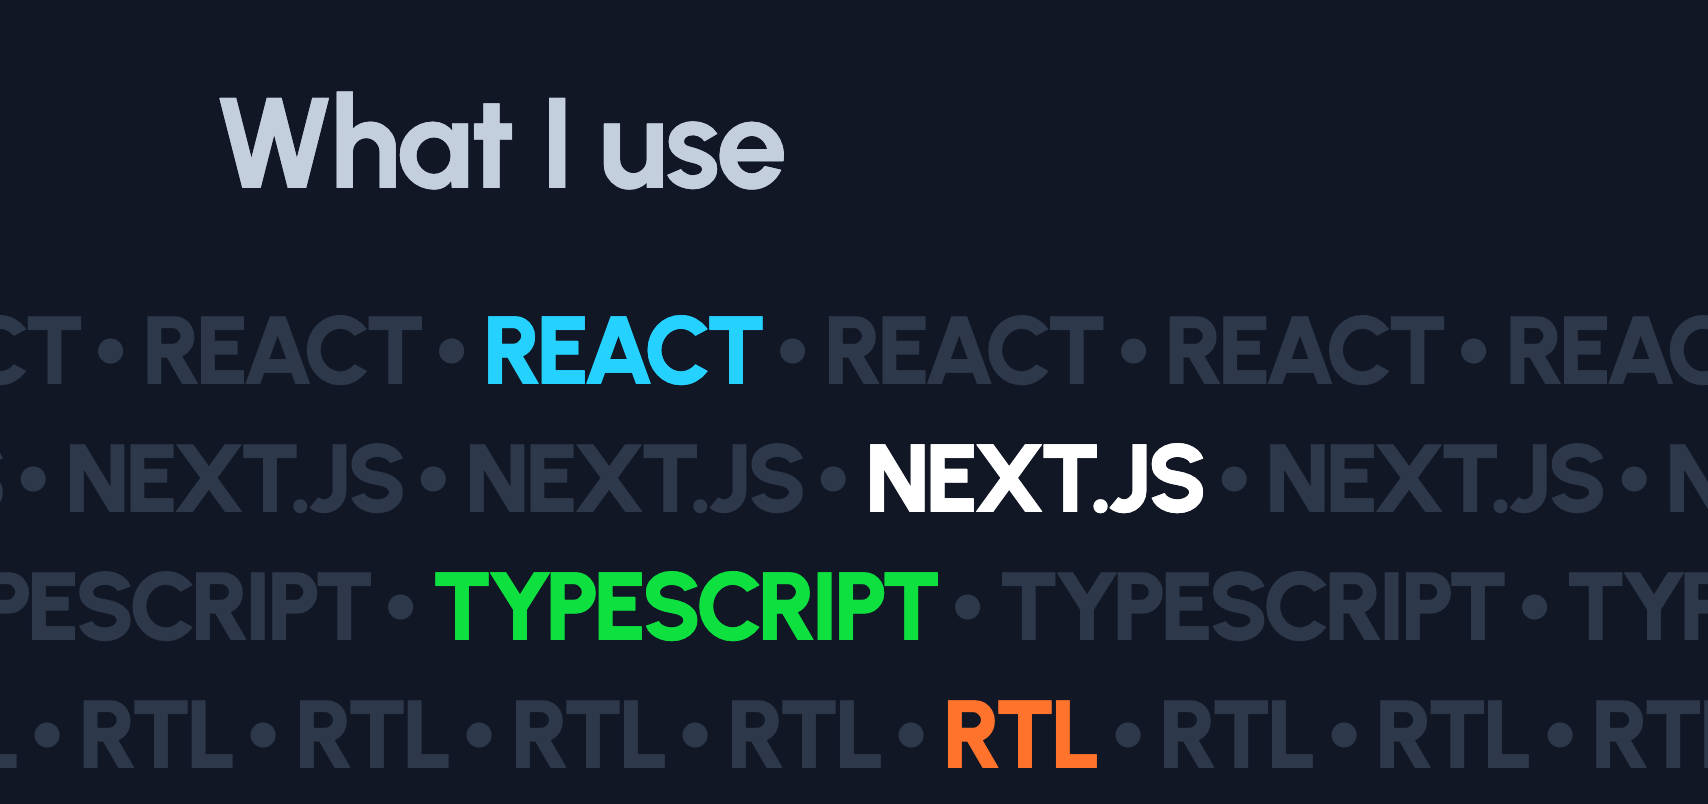 What I use
CT • REACT • REACT • REACT • REACT • REAC
S • NEXT.JS • NEXT.JS • NEXT.JS • NEXT.JS • N
PESCRIPT • TYPESCRIPT • TYPESCRIPT • TYP
L • RTL • RTL • RTL • RTL • RTL • RTL • RTL • RTL